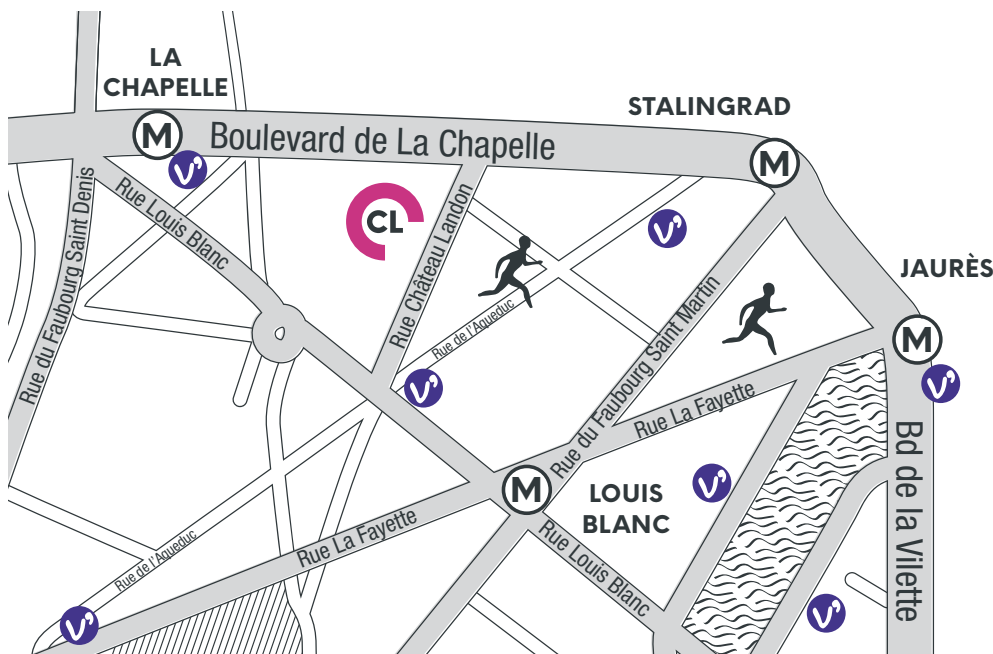 LA
CHAPELLE
STALINGRAD
M
Boulevard de La Chapelle
M
V'
Rue du Faubourg Saint Denis
Rue Louis Blanc
CL
Rue Château Landon
V'
JAURÈS
Rue de l'Aqueduc
Rue du Faubourg Saint Martin
M
V'
V'
Rue La Fayette
Bd de la Vilette
M
LOUIS
BLANC
V'
Rue La Fayette
Rue Louis Blanc
Rue de l'Aqueduc
V'
V'